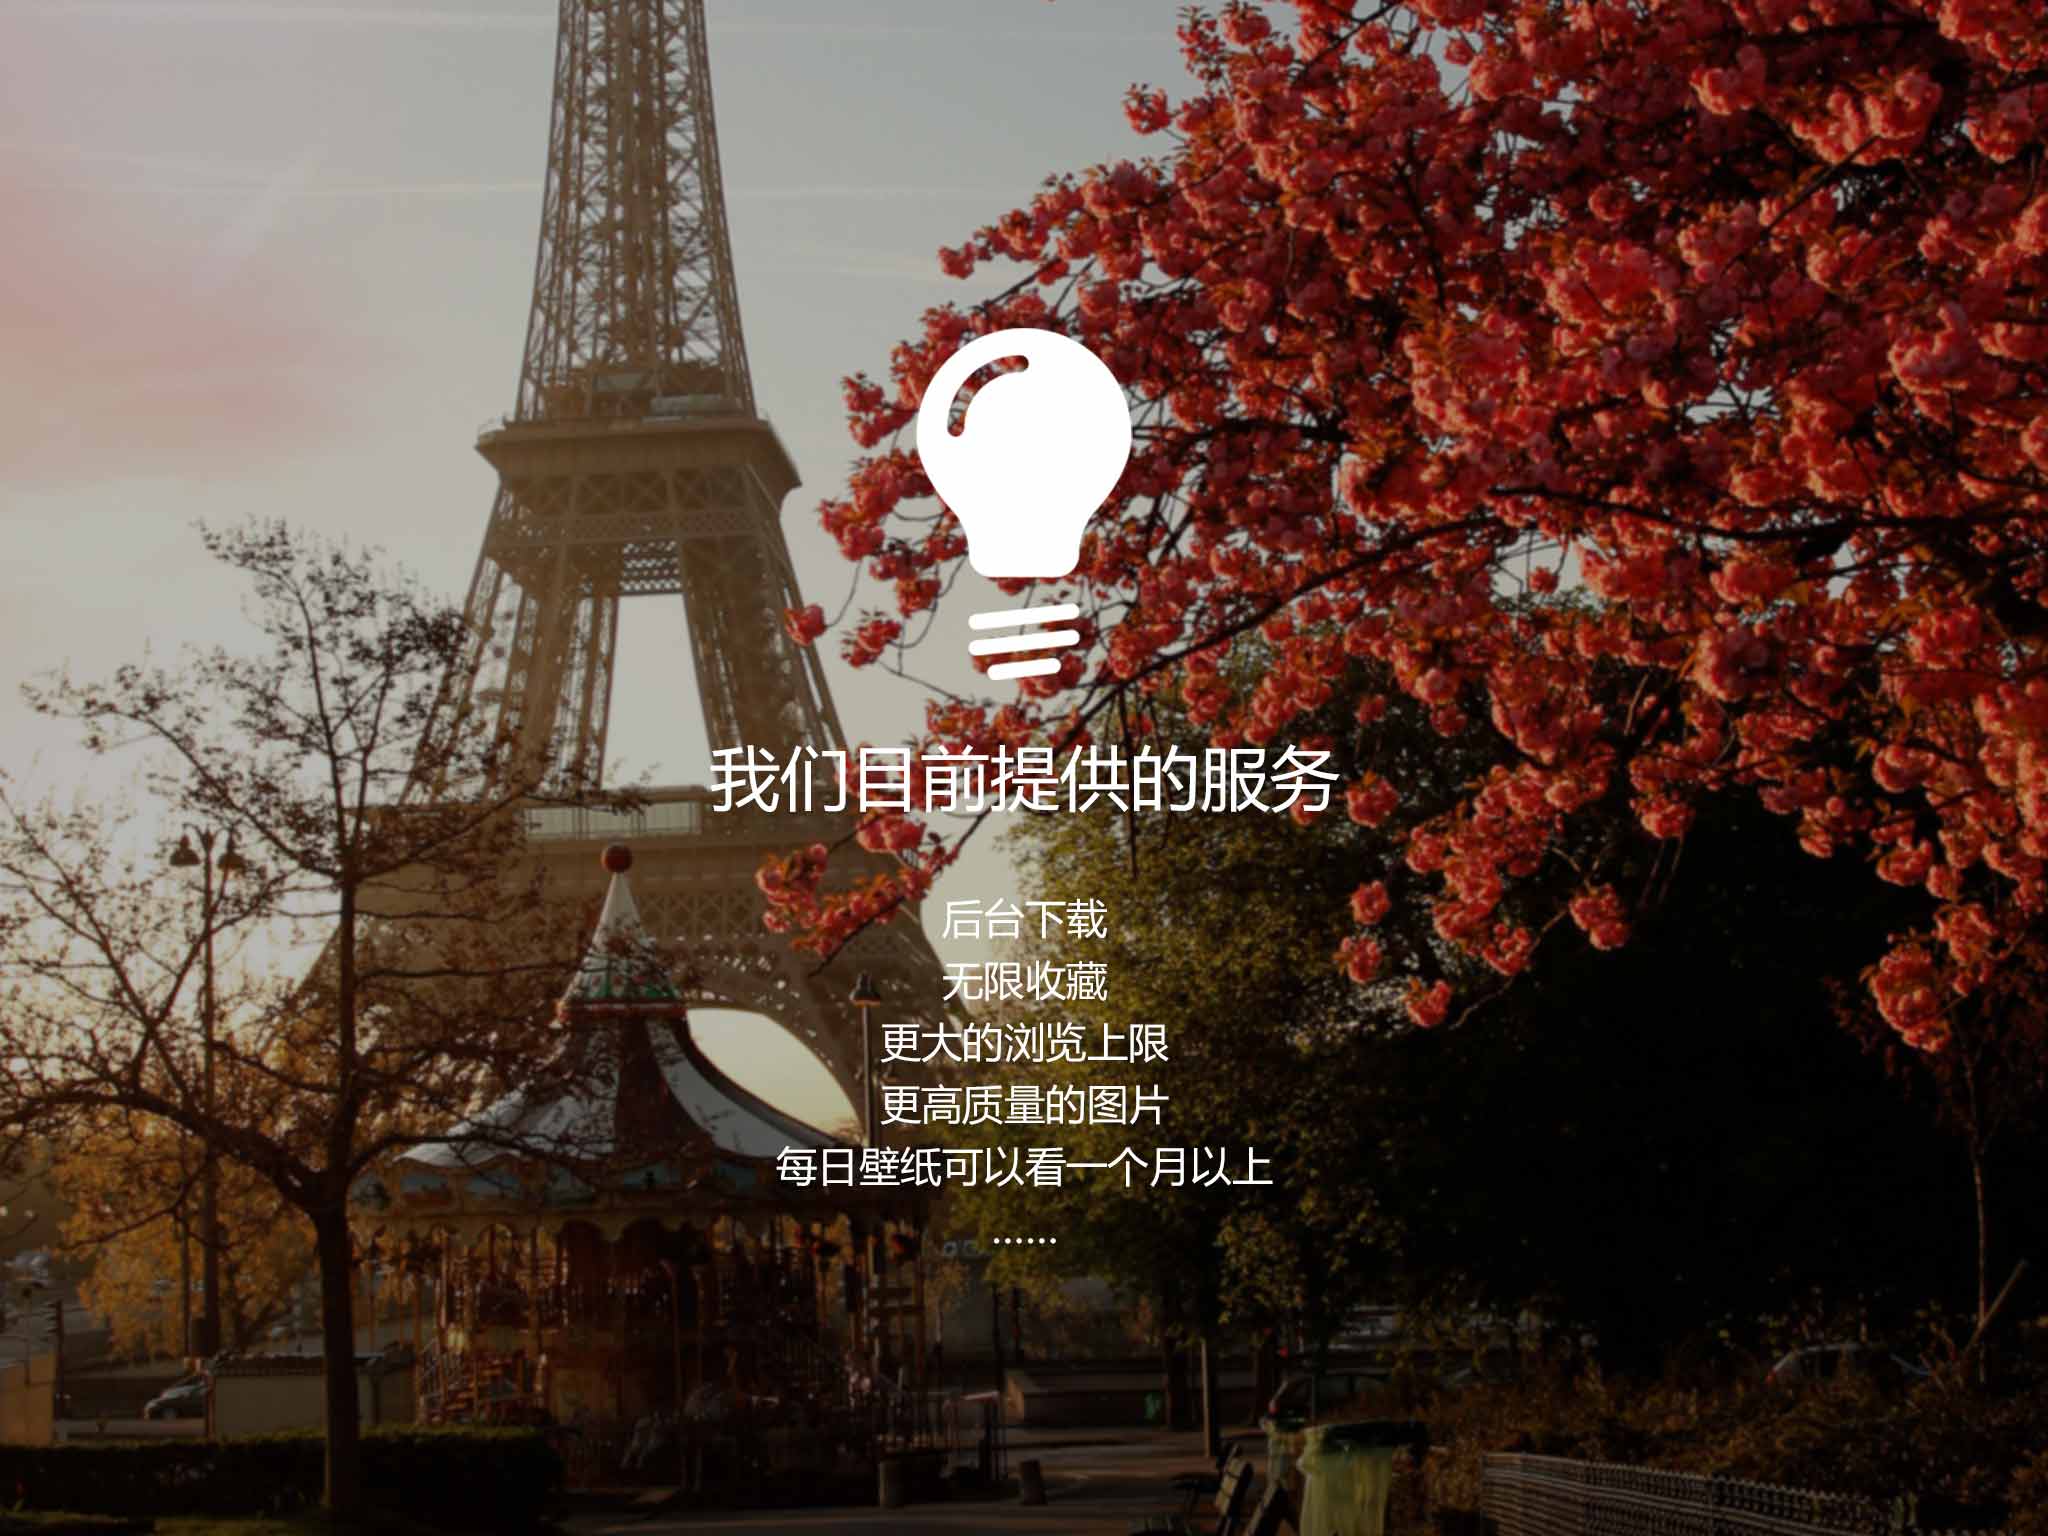 我们目前提供的服务
后台下载
无限收藏
更大的浏览上限
更高质量的图片
每日壁纸可以看一个月以上
……